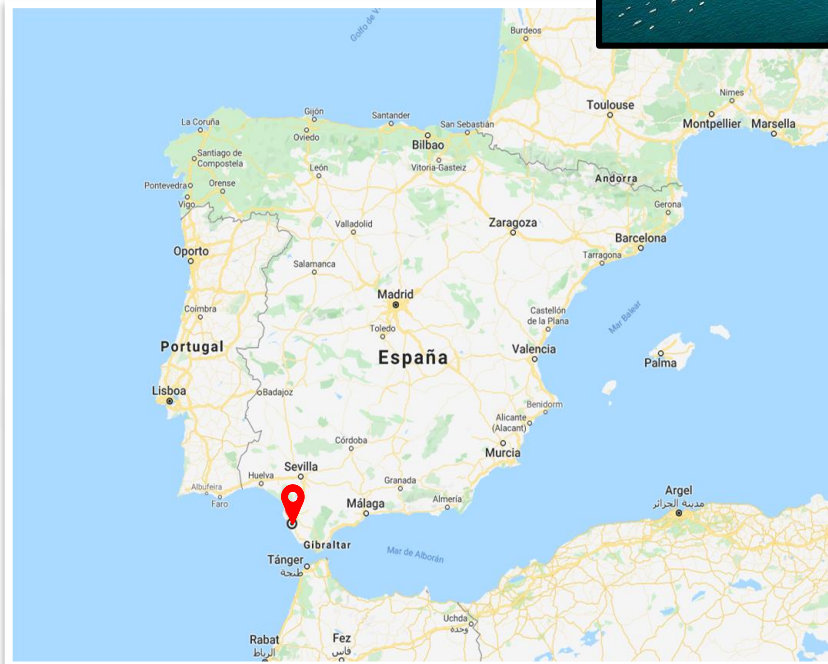 Golfo de V
Burdeos
Nimes
Toulouse
Montpellier
Marsella
La Coruña
Gijón
Oviedo
Santander
San Sebastián
Bilbao
Vitoria-Gasteiz
Santiago de
Compostela
León
Andorra
Pontevedra
Orense
Vigo
Gerona
Valladolid
Zaragoza
Barcelona
Oporto
Tarragona
Salamanca
Madrid
Coímbra
Castellón
de la Plana
Mar Balear
Toledo
Portugal
España
Valencia
Palma
Lisboa
Badajoz
Benidorm
Alicante
(Alacant)
Córdoba
Murcia
Huelva
Sevilla
Granada
Albufeira
Faro
Málaga
Almería
Argel
مدينة الجزائر
Gibraltar
Mar de Alborán
Tánger
طنجة
Uchda
وجدة
Rabat
الرباط
Fez
فاس